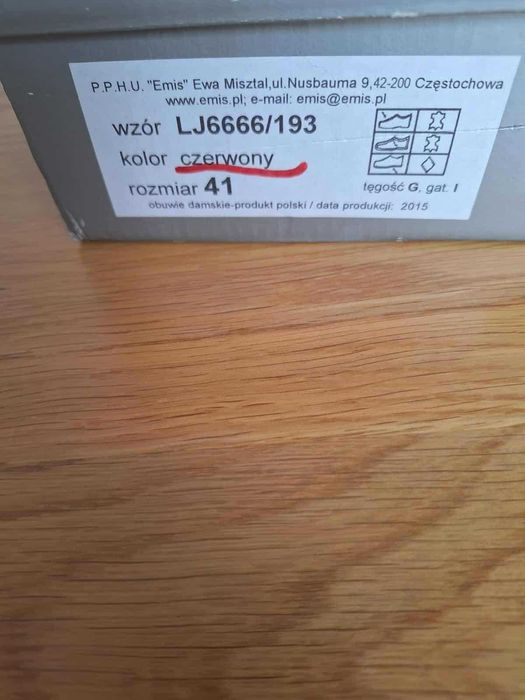 P.P.H.U. "Emis" Ewa Misztal,ul.Nusbauma 9,42-200 Częstochowa
www.emis.pl; e-mail: emis@emis.pl
wzór LJ6666/193
kolor czerwony
rozmiar 41
tęgość G, gat. I
obuwie damskie-produkt polski / data produkcji: 2015